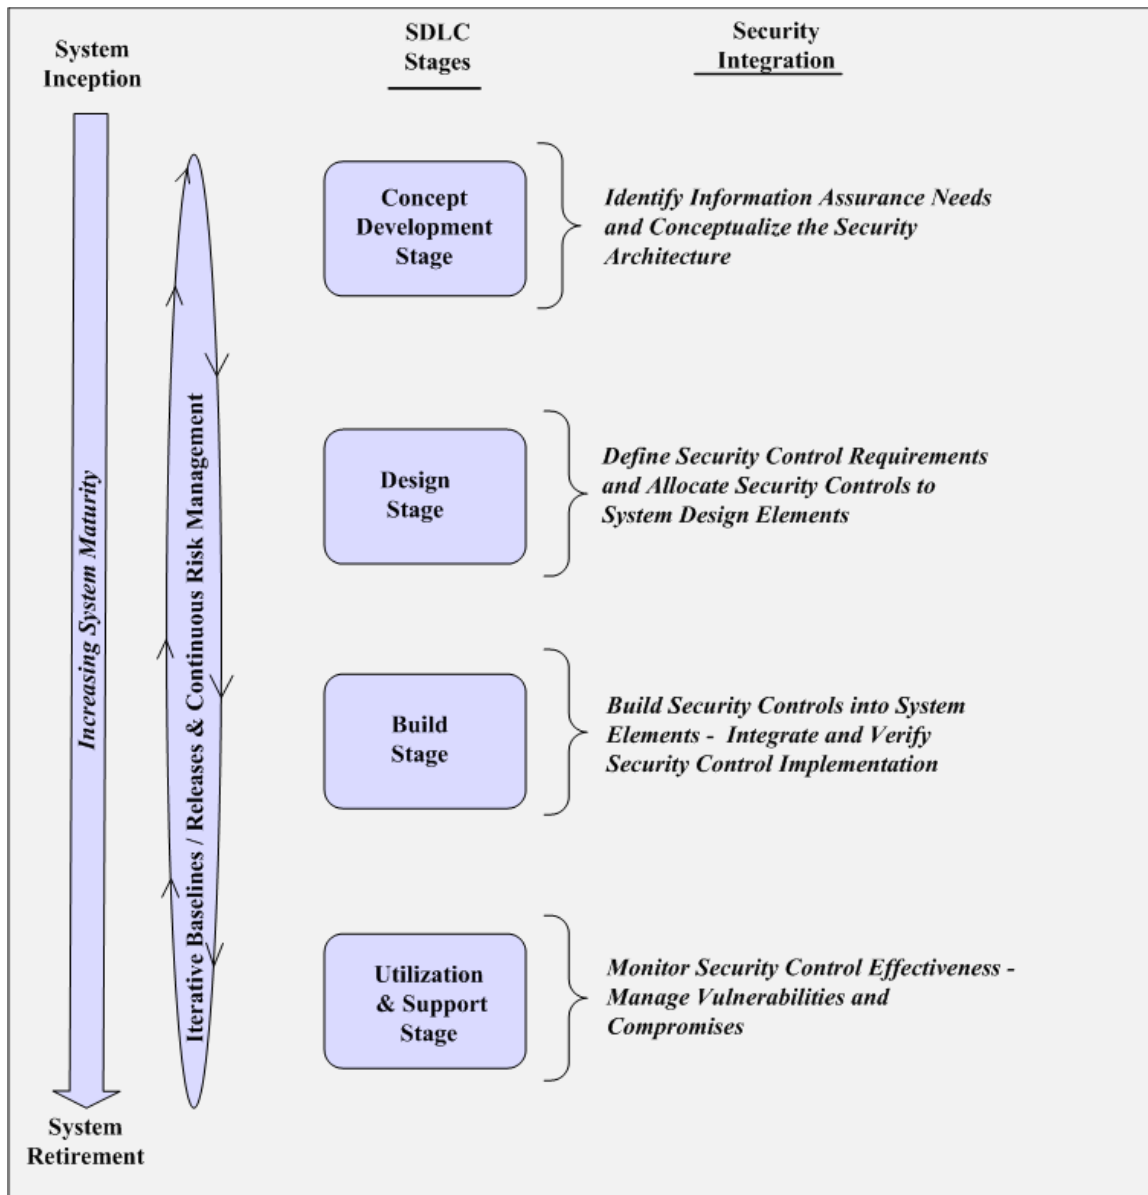 System
Inception
SDLC
Stages
Security
Integration
Concept
Development
Stage
Identify Information Assurance Needs
and Conceptualize the Security
Architecture
Design
Stage
Define Security Control Requirements
and Allocate Security Controls to
System Design Elements
Build
Stage
Build Security Controls into System
Elements - Integrate and Verify
Security Control Implementation
Utilization
& Support
Stage
Monitor Security Control Effectiveness -
Manage Vulnerabilities and
Compromises
Increasing System Maturity
Iterative Baselines / Releases & Continuous Risk Management
System
Retirement